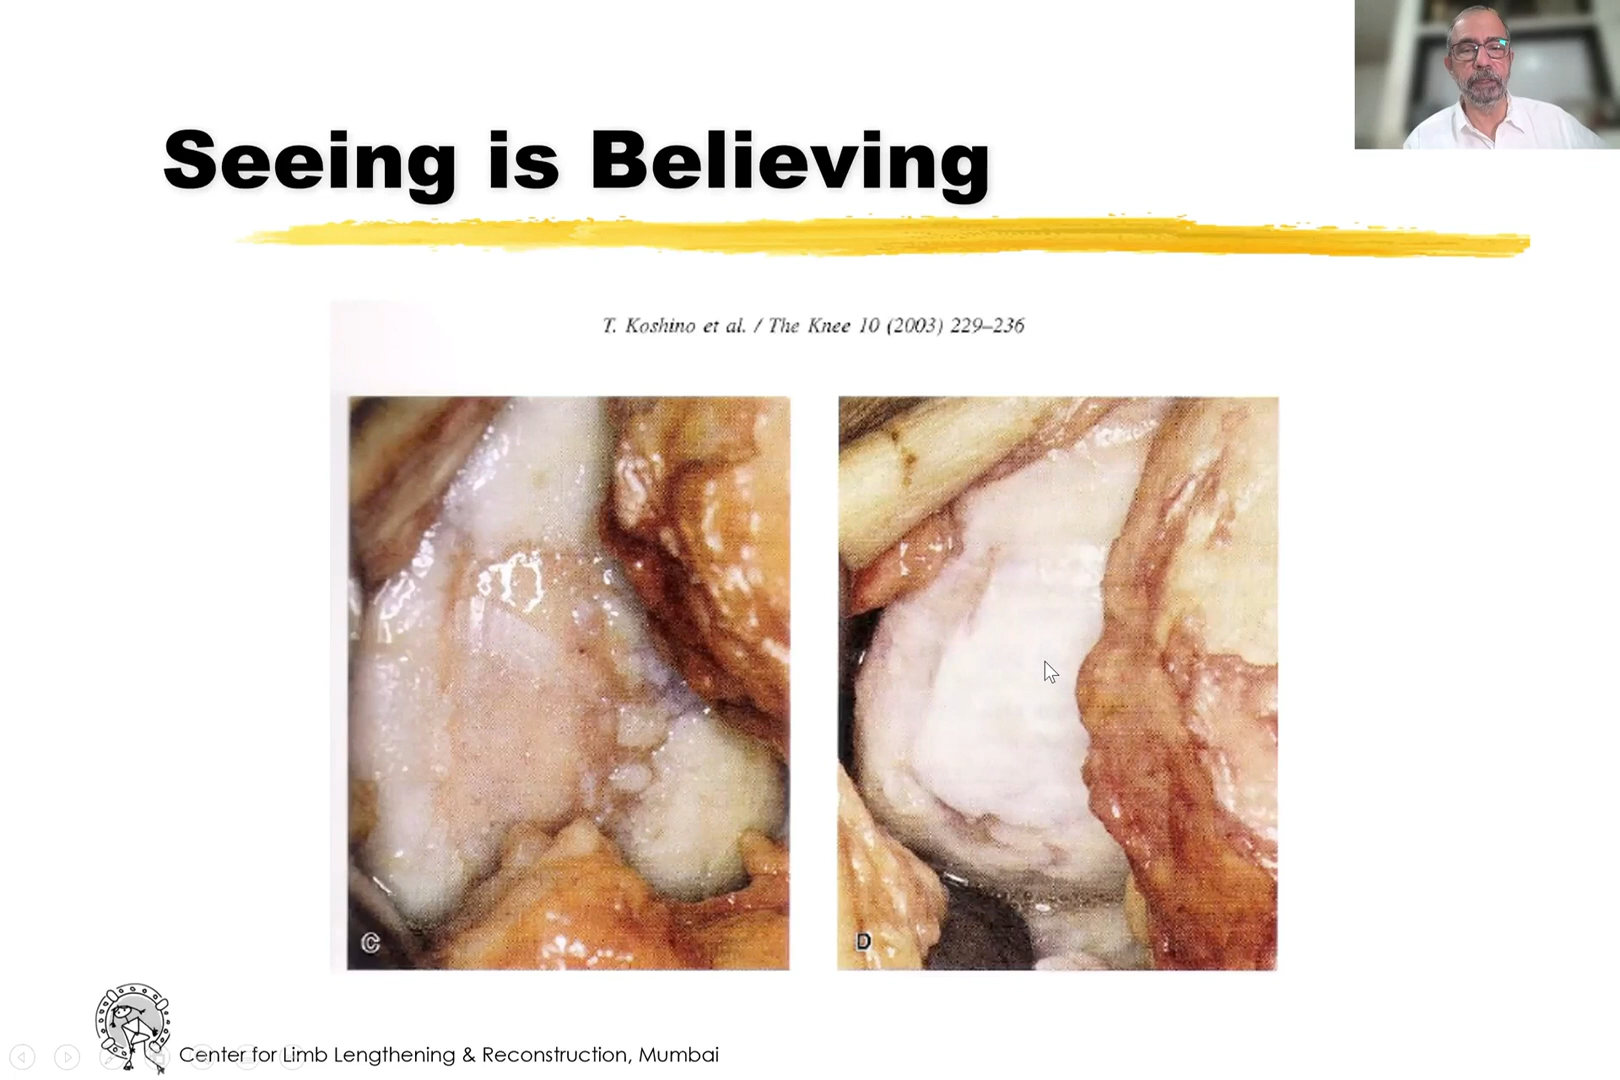 Seeing is Believing
T. Koshino et al. / The Knee 10 (2003) 229–236
C
D
Center for Limb Lengthening & Reconstruction, Mumbai